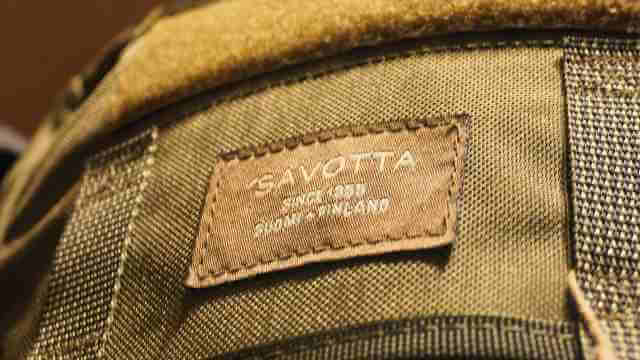 SAVOTTA
SINCE 1955
SUOMI - FINLAND